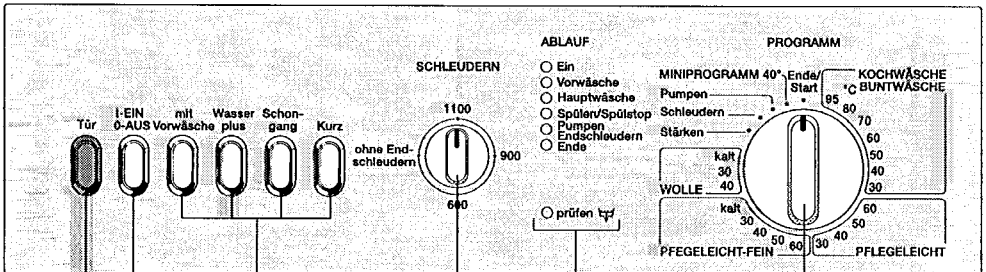 Tür
I-EIN
0-AUS
mit
Vorwäsche
Wasser
plus
Schon-
gang
Kurz
SCHLEUDERN
1100
900
600
ohne End-
schleudern
ABLAUF
Ein
Vorwäsche
Hauptwäsche
Spülen/Spülstop
Pumpen
Endschleudern
Ende
prüfen
PROGRAMM
MINIPROGRAMM 40°
Ende/
Start
Pumpen
Schleudern
Stärken
KOCHWÄSCHE
BUNTWÄSCHE
°C
95
80
70
60
50
40
30
kalt
30
40
WOLLE
kalt
30
40
50
60
PFEGELEICHT-FEIN
60
50
40
30
PFLEGELEICHT